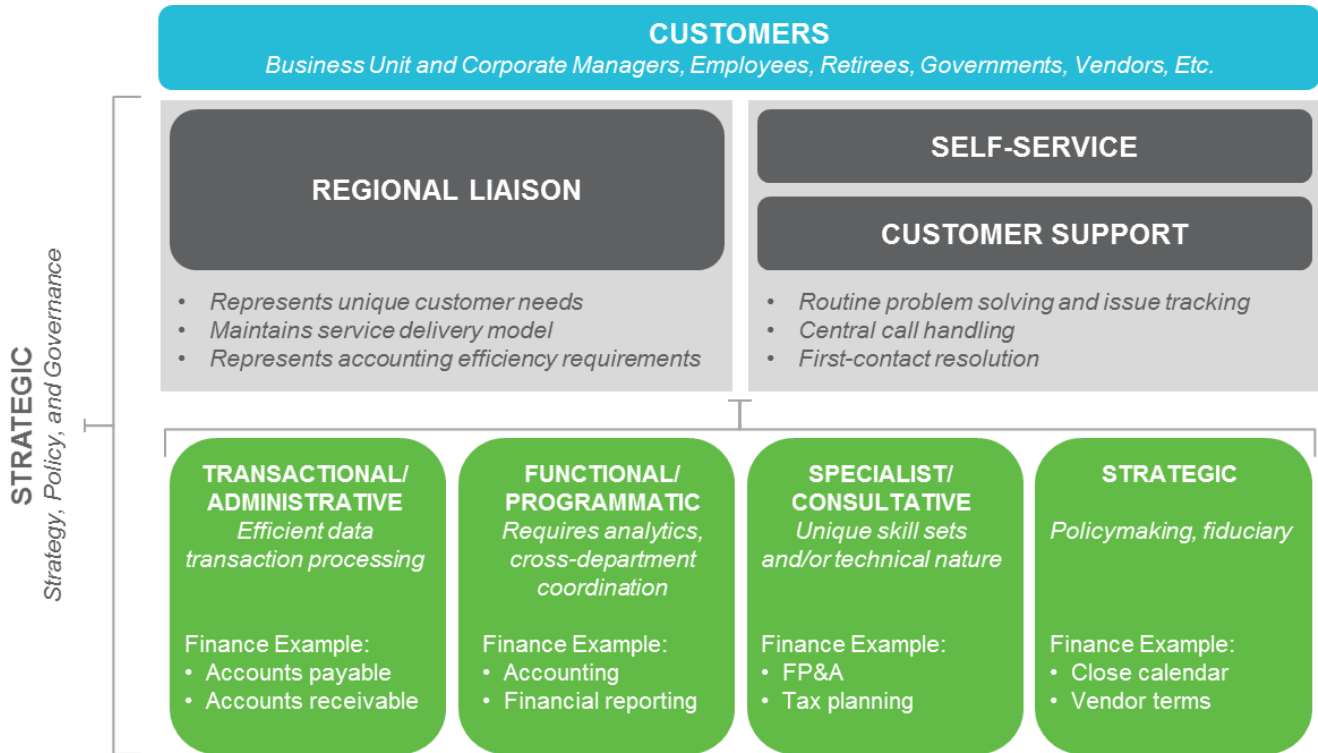 CUSTOMERS
Business Unit and Corporate Managers, Employees, Retirees, Governments, Vendors, Etc.
STRATEGIC
Strategy, Policy, and Governance
REGIONAL LIAISON
• Represents unique customer needs
• Maintains service delivery model
• Represents accounting efficiency requirements
SELF-SERVICE
CUSTOMER SUPPORT
• Routine problem solving and issue tracking
• Central call handling
• First-contact resolution
TRANSACTIONAL/
ADMINISTRATIVE
Efficient data
transaction processing
Finance Example:
• Accounts payable
• Accounts receivable
FUNCTIONAL/
PROGRAMMATIC
Requires analytics,
cross-department
coordination
Finance Example:
• Accounting
• Financial reporting
SPECIALIST/
CONSULTATIVE
Unique skill sets
and/or technical nature
Finance Example:
• FP&A
• Tax planning
STRATEGIC
Policymaking, fiduciary
Finance Example:
• Close calendar
• Vendor terms